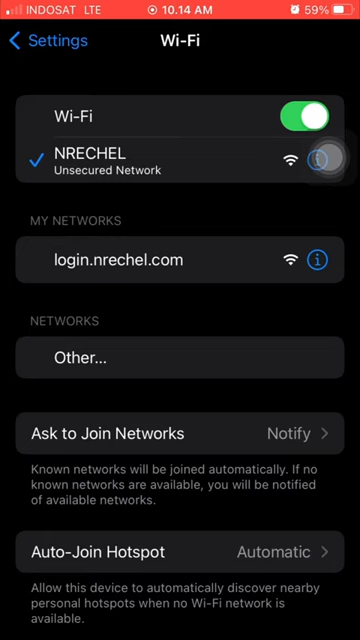 INDOSAT LTE 10.14 AM 59%
Settings Wi-Fi
Wi-Fi
NRECHEL
Unsecured Network
MY NETWORKS
login.nrechel.com
NETWORKS
Other...
Ask to Join Networks Notify
Known networks will be joined automatically. If no
known networks are available, you will be notified
of available networks.
Auto-Join Hotspot Automatic
Allow this device to automatically discover nearby
personal hotspots when no Wi-Fi network is
available.